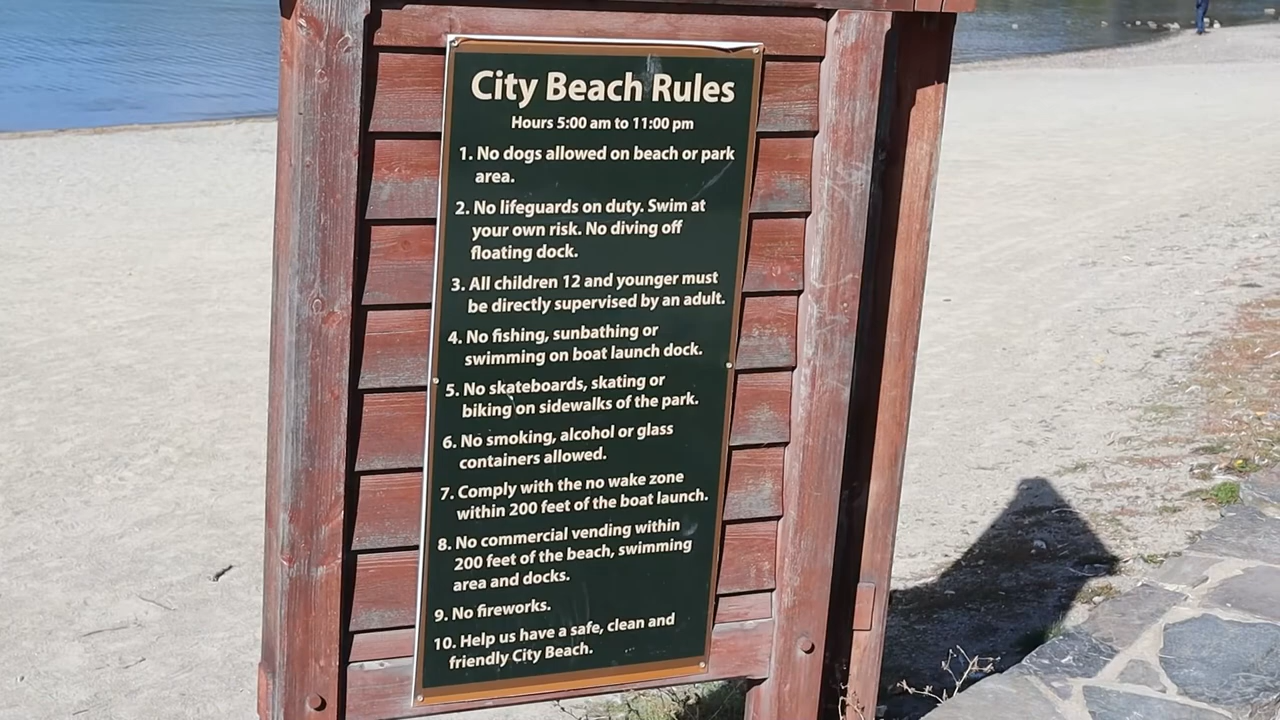 City Beach Rules
Hours 5:00 am to 11:00 pm
1. No dogs allowed on beach or park
area.
2. No lifeguards on duty. Swim at
your own risk. No diving off
floating dock.
3. All children 12 and younger must
be directly supervised by an adult.
4. No fishing, sunbathing or
swimming on boat launch dock.
5. No skateboards, skating or
biking on sidewalks of the park.
6. No smoking, alcohol or glass
containers allowed.
7. Comply with the no wake zone
within 200 feet of the boat launch.
8. No commercial vending within
200 feet of the beach, swimming
area and docks.
9. No fireworks.
10. Help us have a safe, clean and
friendly City Beach.